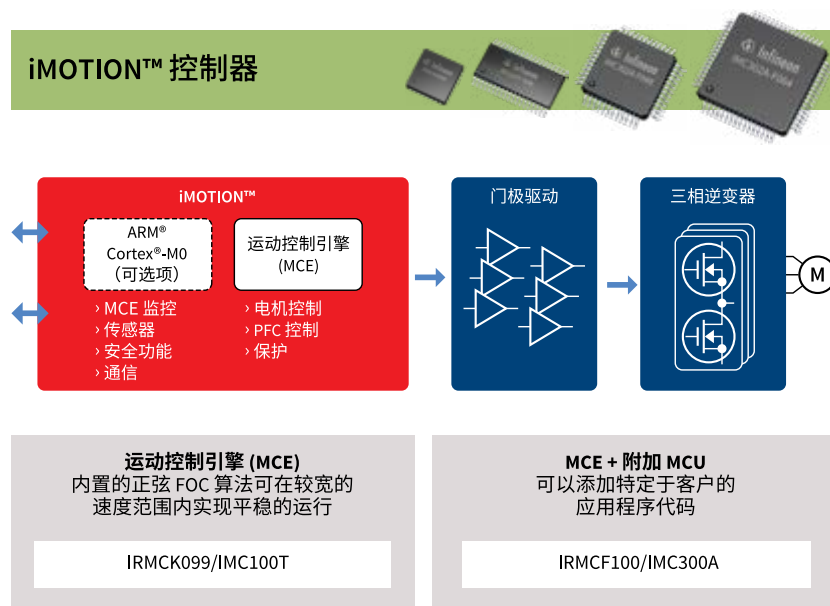 iMOTION™ 控制器
Infineon
Infineon
IMC302A-F064
iMOTION™
ARM®
Cortex®-M0
（可选项）
› MCE 监控
› 传感器
› 安全功能
› 通信
运动控制引擎
(MCE)
› 电机控制
› PFC 控制
› 保护
门极驱动
三相逆变器
M
运动控制引擎 (MCE)
内置的正弦 FOC 算法可在较宽的
速度范围内实现平稳的运行
IRMCK099/IMC100T
MCE + 附加 MCU
可以添加特定于客户的
应用程序代码
IRMCF100/IMC300A